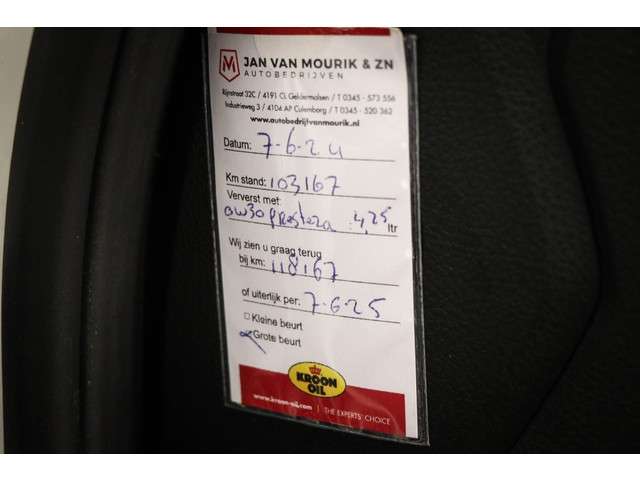 M
JAN VAN MOURIK & ZN
AUTOBEDRIJVEN
Rijnstraat 32C / 4191 CL Geldermalsen / T 0345 - 573 556
Industrieweg 3 / 4104 AP Culemborg / T 0345 - 520 362
www.autobedrijfvanmourik.nl
Datum: 7-6-24
Km stand: 103167
Ververst met:
0W30 presteza 4,25 ltr
Wij zien u graag terug
bij km: 118167
of uiterlijk per: 7-6-25
Kleine beurt
Grote beurt
KROON
OIL
www.kroon-oil.com | THE EXPERTS' CHOICE